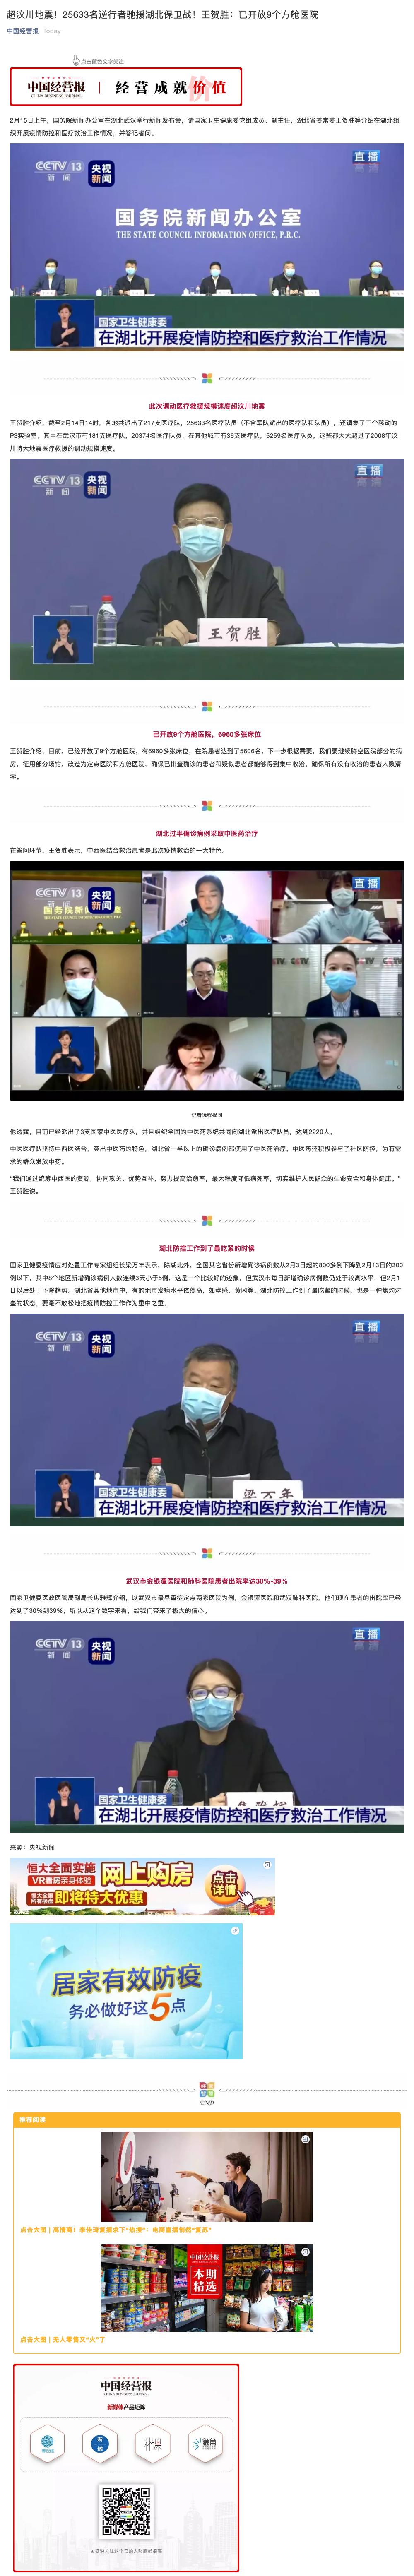 超汶川地震！25633名逆行者驰援湖北保卫战！王贺胜：已开放9个方舱医院
中国经营报 Today
点击蓝色文字关注
中国经营报
CHINA BUSINESS JOURNAL
经营成就价值
2月15日上午，国务院新闻办公室在湖北武汉举行新闻发布会，请国家卫生健康委党组成员，副主任，湖北省委常委王贺胜等介绍在湖北组
织开展疫情防控和医疗救治工作情况，并答记者问。
CCTV 13
新闻
央视
新闻
直播
高清
国务院新闻办公室
THE STATE COUNCIL INFORMATION OFFICE, P.R.C.
国家卫生健康委
在湖北开展疫情防控和医疗救治工作情况
此次调动医疗救援规模速度超汶川地震
王贺胜介绍，截至2月14日14时，各地共派出了217支医疗队，25633名医疗队员（不含军队派出的医疗队和队员），还调集了三个移动的
P3实验室。其中在武汉市有181支医疗队，20374名医疗队员，在其他城市有36支医疗队，5259名医疗队员，这些都大大超过了2008年汶
川特大地震医疗救援的调动规模速度。
CCTV 13
新闻
央视
新闻
直播
高清
王贺胜
已开放9个方舱医院，6960多张床位
王贺胜介绍，目前，已经开放了9个方舱医院，有6960多张床位，在院患者达到了5606名。下一步根据需要，我们要继续腾空医院部分的病
房，征用部分场馆，改造为定点医院和方舱医院，确保已排查确诊的患者和疑似患者都能够得到集中收治，确保所有没有收治的患者人数清
零。
湖北过半确诊病例采取中医药治疗
在答问环节，王贺胜表示，中西医结合救治患者是此次疫情救治的一大特色。
CCTV 13
新闻
央视
新闻
直播
高清
记者远程提问
他透露，目前已经派出了3支国家中医医疗队，并且组织全国的中医药系统共同向湖北派出医疗队员，达到2220人。
中医医疗队坚持中西医结合，突出中医药的特色，湖北省一半以上的确诊病例都使用了中医药治疗。中医药还积极参与了社区防控，为有需
求的群众发放中药。
“我们通过统筹中西医的资源，协同攻关、优势互补，努力提高治愈率，最大程度降低病死率，切实维护人民群众的生命安全和身体健康。”
王贺胜说。
湖北防控工作到了最吃紧的时候
国家卫健委疫情应对处置工作专家组组长梁万年表示，除湖北外，全国其它省份新增确诊病例数从2月3日起的800多例下降到2月13日的300
例以下。其中8个地区新增确诊病例人数连续3天小于5例，这是一个比较好的迹象。但武汉市每日新增确诊病例数仍处于较高水平，但2月1
日以后处于下降趋势。湖北省其他地市中，有的地市发病水平依然高，如孝感、黄冈等。湖北防控工作到了最吃紧的时候，也是一种焦灼对
垒的状态，要毫不放松地把疫情防控工作作为重中之重。
CCTV 13
新闻
央视
新闻
直播
高清
梁万年
国家卫生健康委
在湖北开展疫情防控和医疗救治工作情况
武汉市金银潭医院和肺科医院患者出院率达30%-39%
国家卫健委医政医管局副局长焦雅辉介绍，以武汉市最早重症定点两家医院为例，金银潭医院和武汉肺科医院，他们现在患者的出院率已经
达到了30%到39%，所以从这个数字来看，给我们带来了极大的信心。
CCTV 13
新闻
央视
新闻
直播
高清
国家卫生健康委
在湖北开展疫情防控和医疗救治工作情况
来源：央视新闻
恒大全面实施
VR看房亲身体验
网上购房
恒大全国
所有楼盘
即将特大优惠
点击
详情
居家有效防疫
务必做好这5点
END
推荐阅读
中国经营报
本期
精选
点击大图 | 无人零售又“火”了
中国经营报
CHINA BUSINESS JOURNAL
新媒体产品矩阵